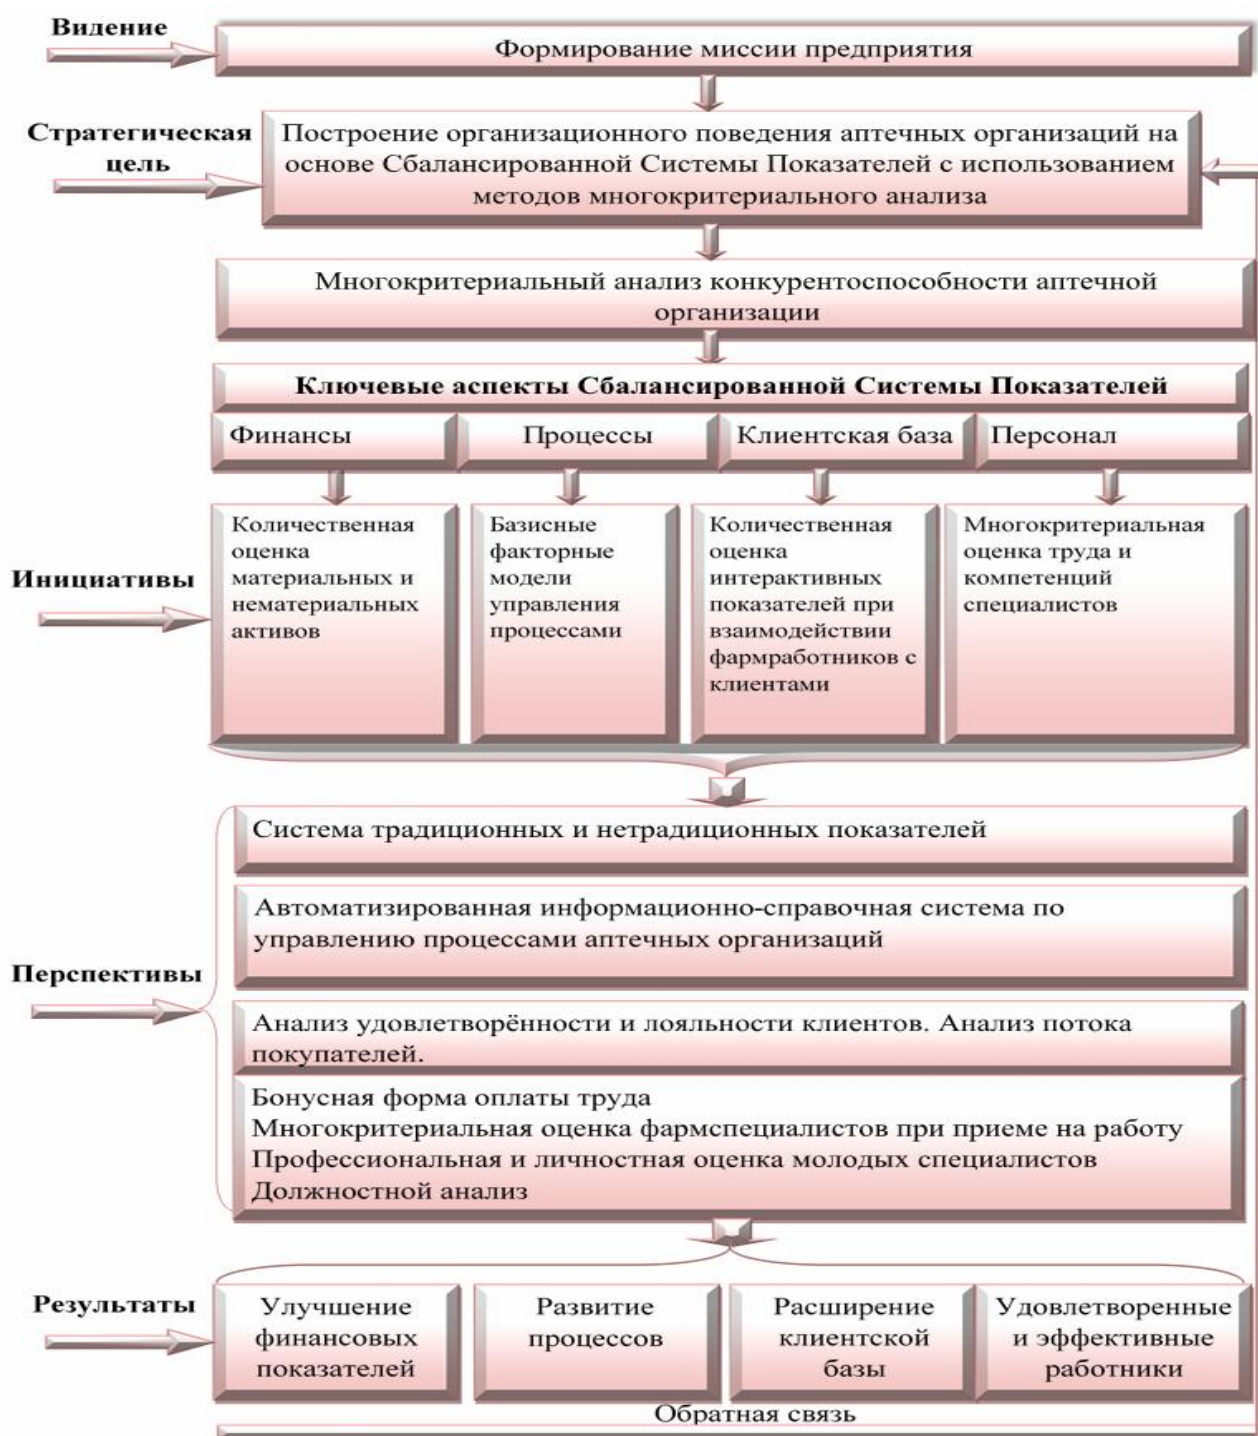 Видение
Формирование миссии предприятия
Стратегическая
цель
Построение организационного поведения аптечных организаций на
основе Сбалансированной Системы Показателей с использованием
методов многокритериального анализа
Многокритериальный анализ конкурентоспособности аптечной
организации
Ключевые аспекты Сбалансированной Системы Показателей
Финансы
Процессы
Клиентская база
Персонал
Инициативы
Количественная
оценка
материальных и
нематериальных
активов
Базисные
факторные
модели
управления
процессами
Количественная
оценка
интерактивных
показателей при
взаимодействии
фармработников с
клиентами
Многокритериальная
оценка труда и
компетенций
специалистов
Перспективы
Система традиционных и нетрадиционных показателей
Автоматизированная информационно-справочная система по
управлению процессами аптечных организаций
Анализ удовлетворённости и лояльности клиентов. Анализ потока
покупателей.
Бонусная форма оплаты труда
Многокритериальная оценка фармспециалистов при приеме на работу
Профессиональная и личностная оценка молодых специалистов
Должностной анализ
Результаты
Улучшение
финансовых
показателей
Развитие
процессов
Расширение
клиентской
базы
Удовлетворенные
и эффективные
работники
Обратная связь